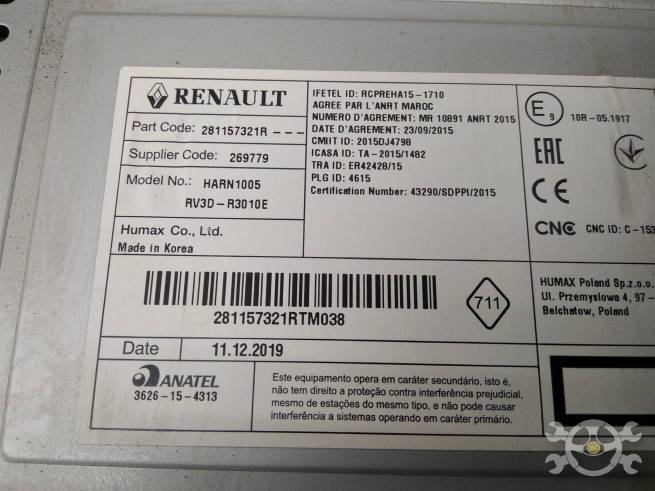 RENAULT
Part Code: 281157321R - - -
Supplier Code: 269779
Model No.: HARN1005
RV3D-R3010E
Humax Co., Ltd.
Made in Korea
IFETEL ID: RCPREHA15-1710
AGREE PAR L'ANRT MAROC
NUMERO D'AGREMENT: MR 10891 ANRT 2015
DATE D'AGREMENT: 23/09/2015
CMIIT ID: 2015DJ4798
ICASA ID: TA-2015/1482
TRA ID: ER42428/15
PLG ID: 4615
Certification Number: 43290/SDPPI/2015
E9 10R-05.1917
EAC
CE
CNC CNC ID: C-153
281157321RTM038
711
HUMAX Poland Sp.z.o.o.
Ul. Przemyslowa 4, 97-
Belchatow, Poland
Date 11.12.2019
ANATEL
3626-15-4313
Este equipamento opera em caráter secundário, isto é,
não tem direito a proteção contra interferência prejudicial,
mesmo de estações do mesmo tipo, e não pode causar
interferência a sistemas operando em caráter primário.